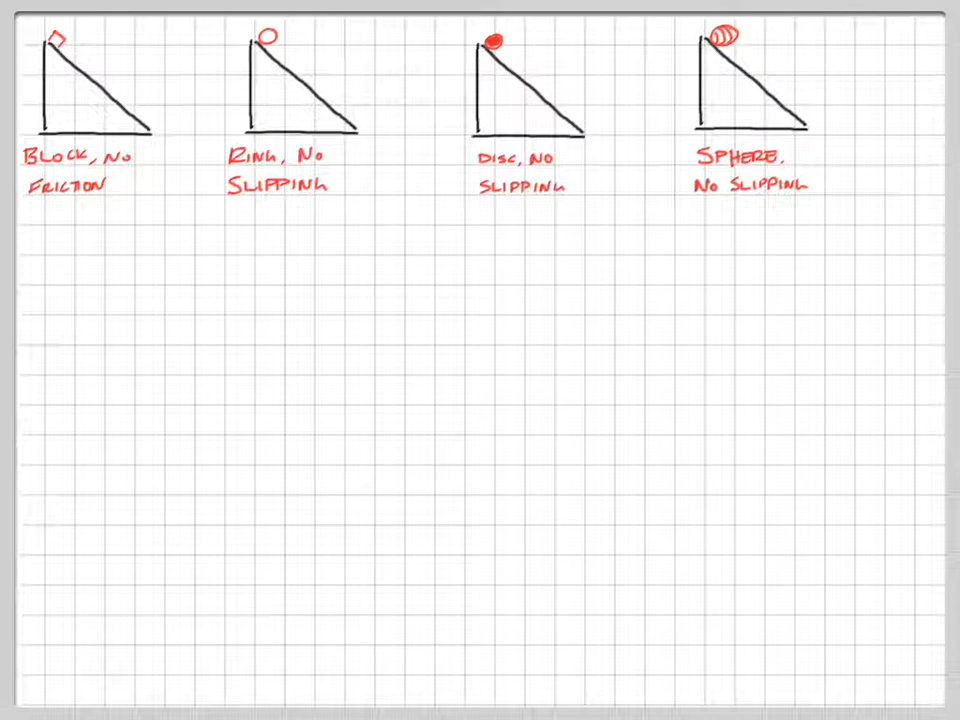 BLOCK, NO
FRICTION
RING, NO
SLIPPING
DISC, NO
SLIPPING
SPHERE.
NO SLIPPING